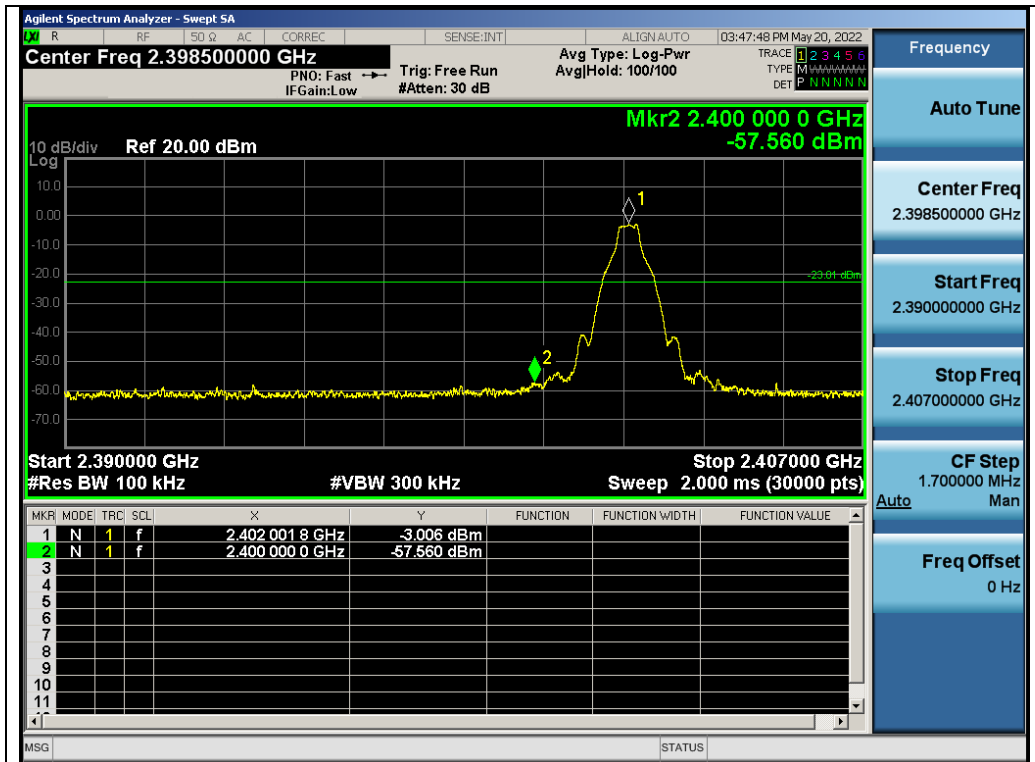 Agilent Spectrum Analyzer - Swept SA
LXI R RF 50 Ω AC CORREC SENSE:INT ALIGN AUTO 03:47:48 PM May 20, 2022
Center Freq 2.398500000 GHz
PNO: Fast
IFGain:Low
Trig: Free Run
#Atten: 30 dB
Avg Type: Log-Pwr
Avg|Hold: 100/100
TRACE 1 2 3 4 5 6
TYPE M W W W W W
DET P N N N N N
Mkr2 2.400 000 0 GHz
-57.560 dBm
10 dB/div Ref 20.00 dBm
Log
10.0
0.00
-10.0
-20.0
-30.0
-40.0
-50.0
-60.0
-70.0
1
-23.01 dBm
2
Start 2.390000 GHz Stop 2.407000 GHz
#Res BW 100 kHz #VBW 300 kHz Sweep 2.000 ms (30000 pts)
MKR MODE TRC SCL X Y FUNCTION FUNCTION WIDTH FUNCTION VALUE
1 N 1 f 2.402 001 8 GHz -3.006 dBm
2 N 1 f 2.400 000 0 GHz -57.560 dBm
3
4
5
6
7
8
9
10
11
MSG STATUS
Frequency
Auto Tune
Center Freq
2.398500000 GHz
Start Freq
2.390000000 GHz
Stop Freq
2.407000000 GHz
CF Step
1.700000 MHz
Auto Man
Freq Offset
0 Hz